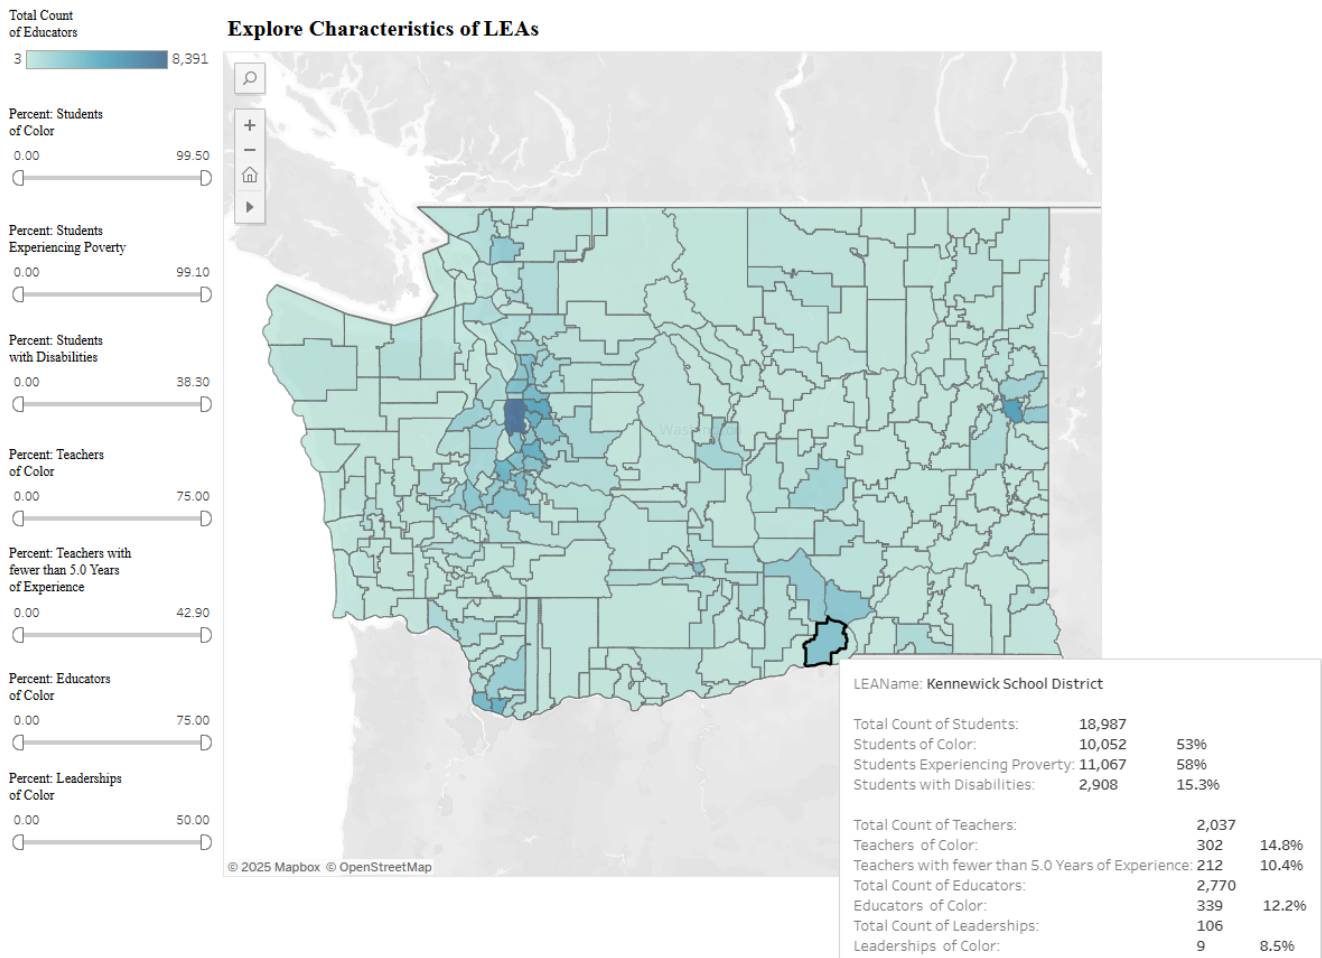 Total Count
of Educators
3 8,391
Explore Characteristics of LEAs
Percent: Students
of Color
0.00 99.50
Percent: Students
Experiencing Poverty
0.00 99.10
Percent: Students
with Disabilities
0.00 38.30
Percent: Teachers
of Color
0.00 75.00
Percent: Teachers with
fewer than 5.0 Years
of Experience
0.00 42.90
Percent: Educators
of Color
0.00 75.00
Percent: Leaderships
of Color
0.00 50.00
Washington
© 2025 Mapbox © OpenStreetMap
LEAName: Kennewick School District
Total Count of Students: 18,987
Students of Color: 10,052 53%
Students Experiencing Proverty: 11,067 58%
Students with Disabilities: 2,908 15.3%
Total Count of Teachers: 2,037
Teachers of Color: 302 14.8%
Teachers with fewer than 5.0 Years of Experience: 212 10.4%
Total Count of Educators: 2,770
Educators of Color: 339 12.2%
Total Count of Leaderships: 106
Leaderships of Color: 9 8.5%